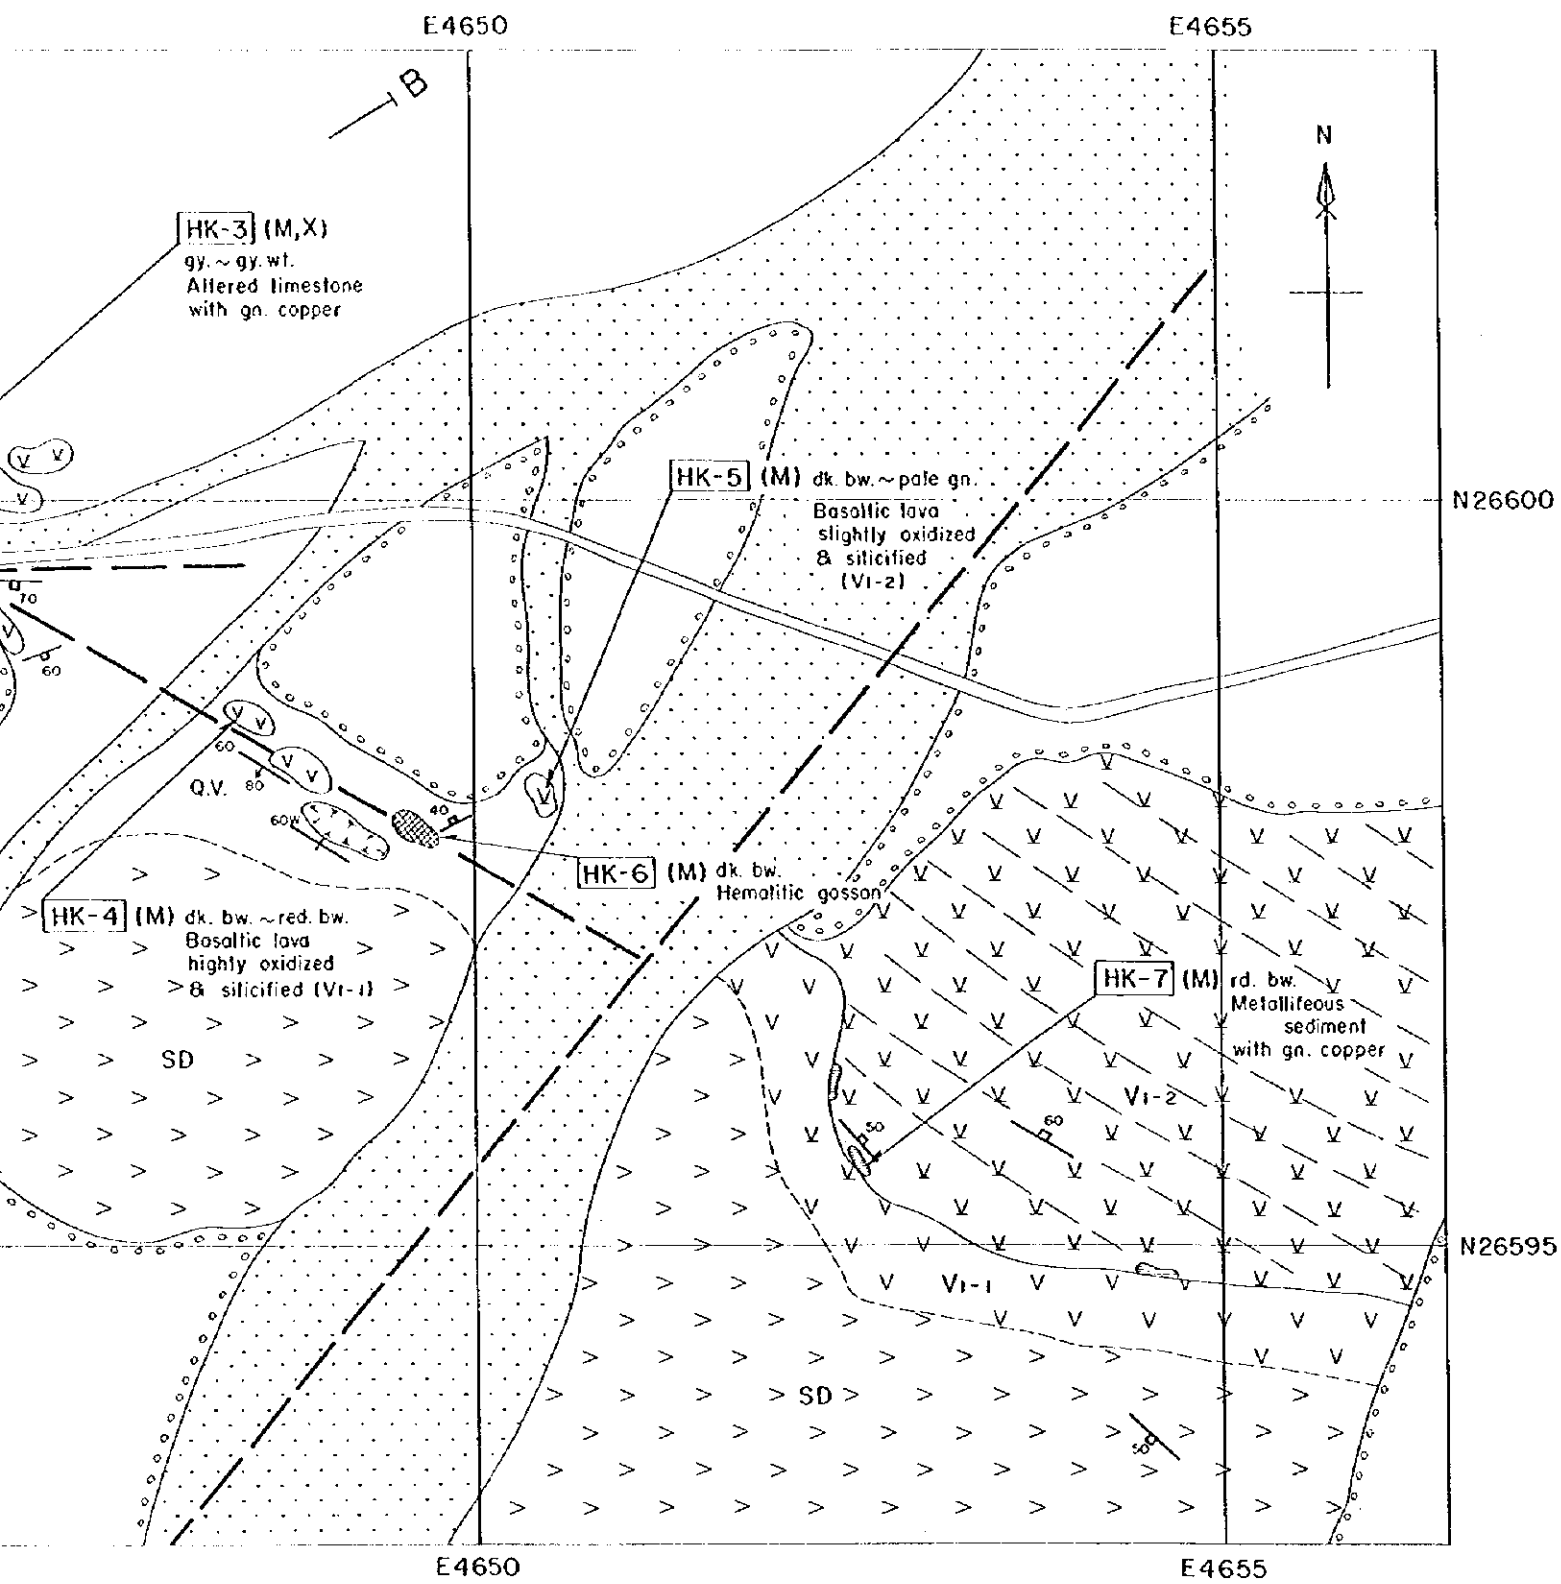 E4650
E4655
B
N
HK-3 (M,X)
gy.~gy.wt.
Altered limestone
with gn. copper
HK-5 (M) dk. bw.~pale gn.
Basaltic lava
slightly oxidized
& silicified
(V1-2)
N26600
70
60
60
Q.V. 80
60W
40
HK-6 (M) dk. bw.
Hematitic gossan
HK-4 (M) dk. bw.~red. bw.
Basaltic lava
highly oxidized
& silicified (V1-1)
HK-7 (M) rd. bw.
Metallifeous
sediment
with gn. copper
SD
V1-2
50
60
N26595
V1-1
SD
50
E4650
E4655